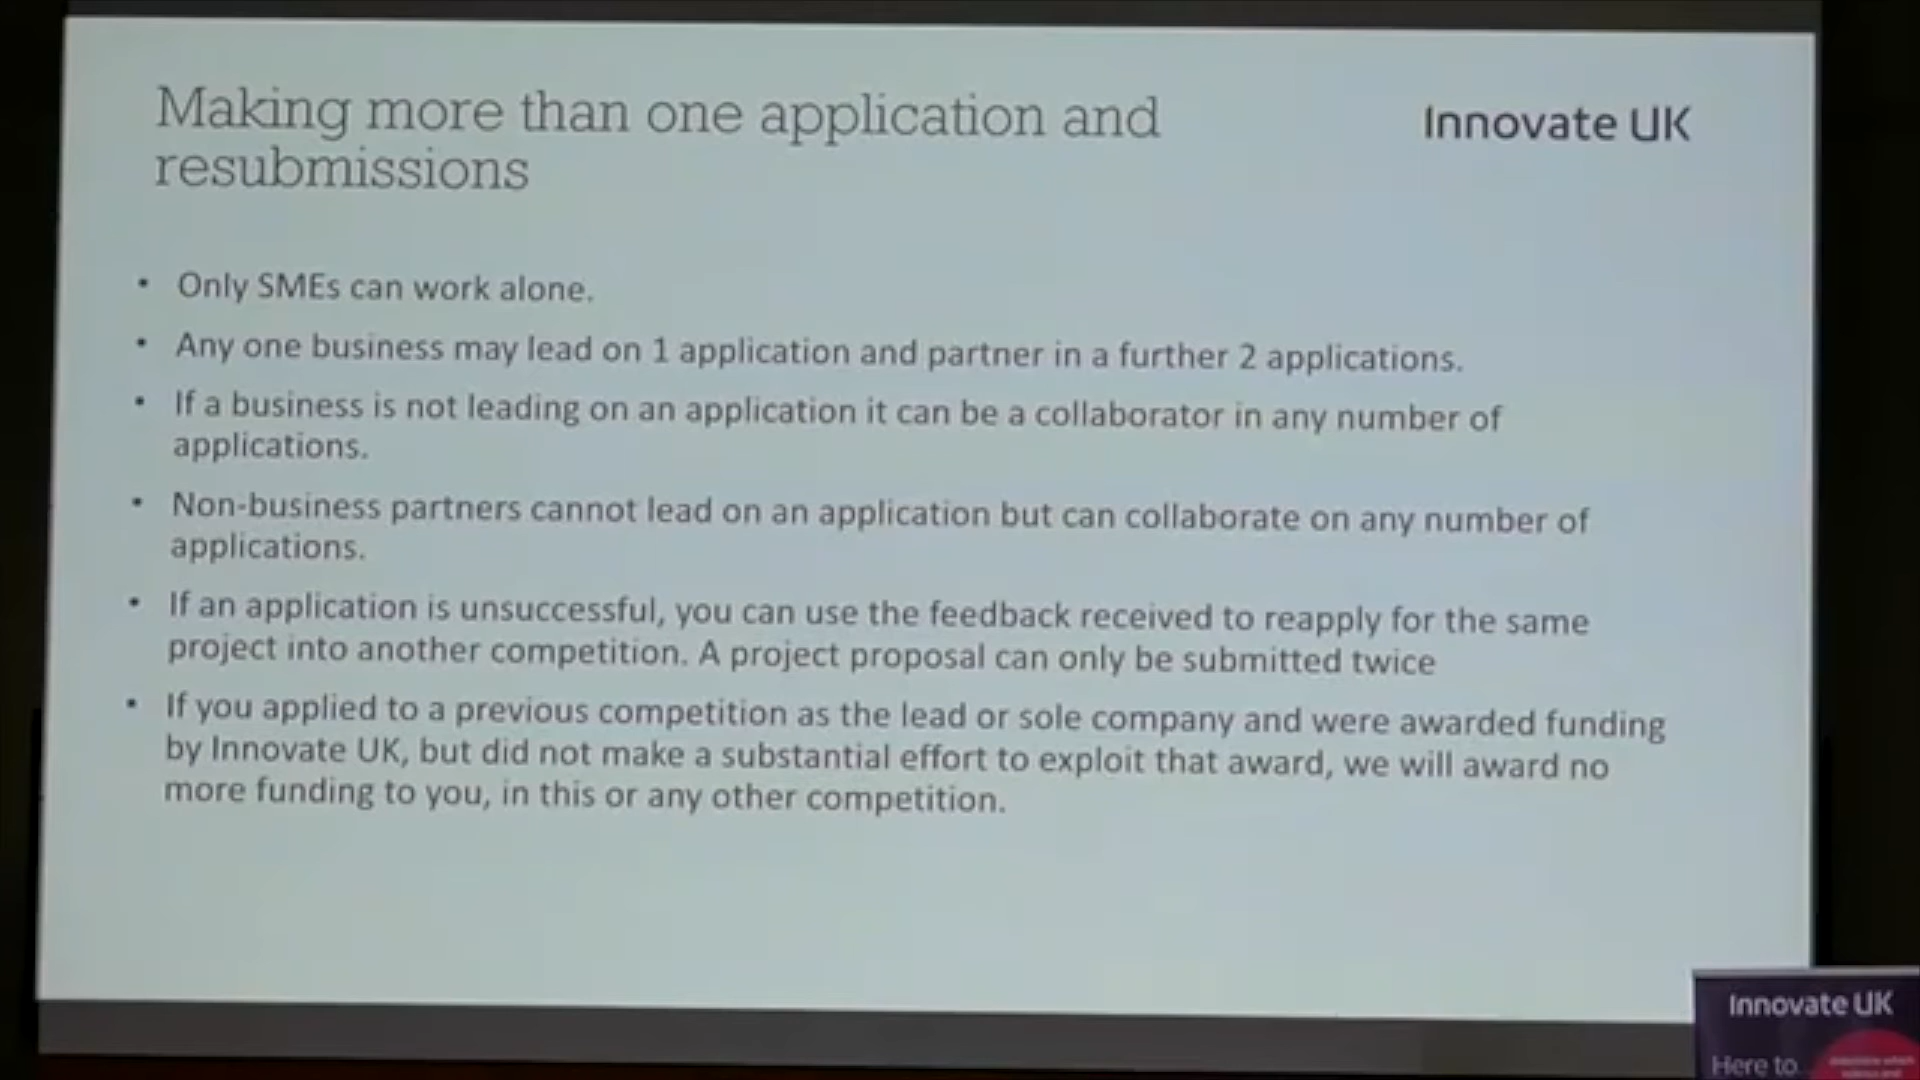 Making more than one application and
resubmissions
Innovate UK
• Only SMEs can work alone.
• Any one business may lead on 1 application and partner in a further 2 applications.
• If a business is not leading on an application it can be a collaborator in any number of
applications.
• Non-business partners cannot lead on an application but can collaborate on any number of
applications.
• If an application is unsuccessful, you can use the feedback received to reapply for the same
project into another competition. A project proposal can only be submitted twice
• If you applied to a previous competition as the lead or sole company and were awarded funding
by Innovate UK, but did not make a substantial effort to exploit that award, we will award no
more funding to you, in this or any other competition.
Innovate UK
Here to